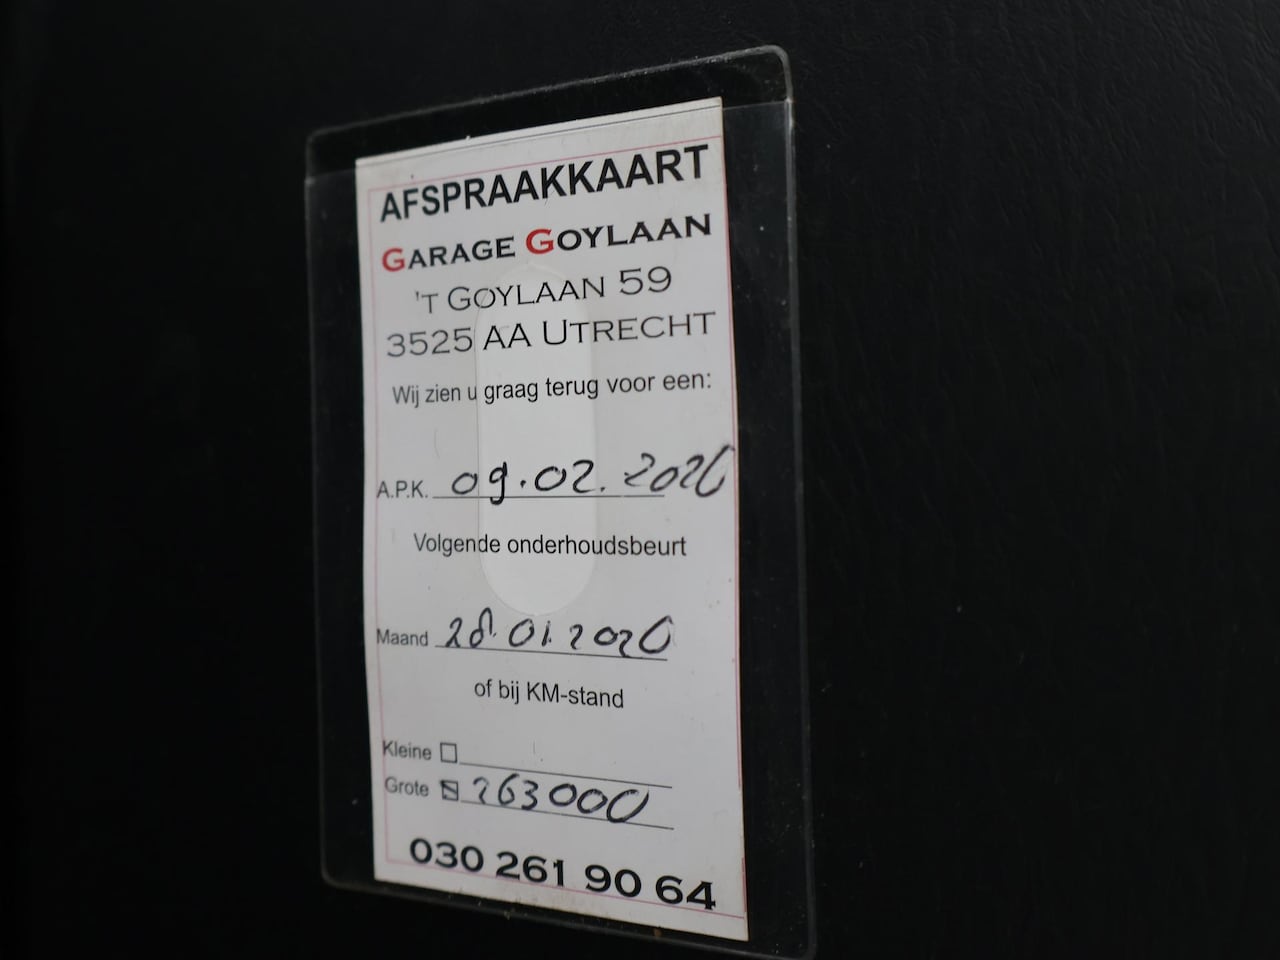 AFSPRAAKKAART
GARAGE GOYLAAN
'T GOYLAAN 59
3525 AA UTRECHT
Wij zien u graag terug voor een:
A.P.K. 09.02.2020
Volgende onderhoudsbeurt
Maand 28.01.2020
of bij KM-stand
Kleine
Grote 263000
030 261 90 64